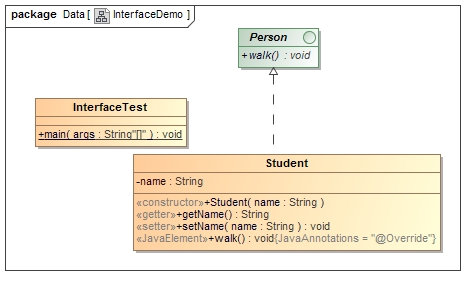 package Data [ InterfaceDemo ]
Person
+walk() : void
InterfaceTest
+main( args : String"[]" ) : void
Student
-name : String
«constructor»+Student( name : String )
«getter»+getName() : String
«setter»+setName( name : String ) : void
«JavaElement»+walk() : void{JavaAnnotations = "@Override"}